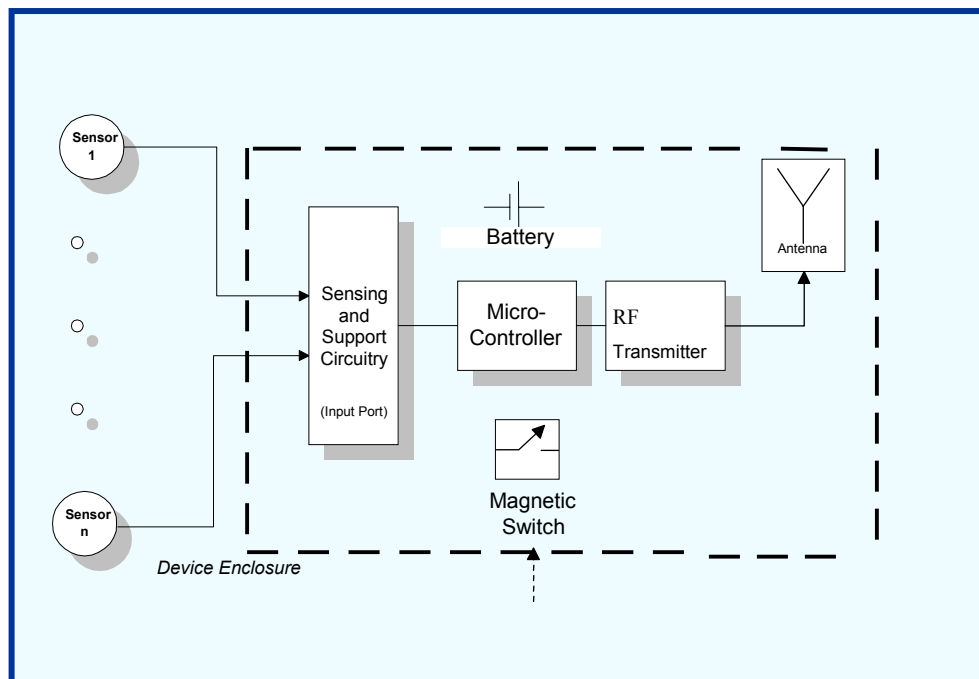 Sensor
1
Battery
Antenna
Sensing
and
Support
Circuitry
(Input Port)
Micro-
Controller
RF
Transmitter
Magnetic
Switch
Sensor
n
Device Enclosure